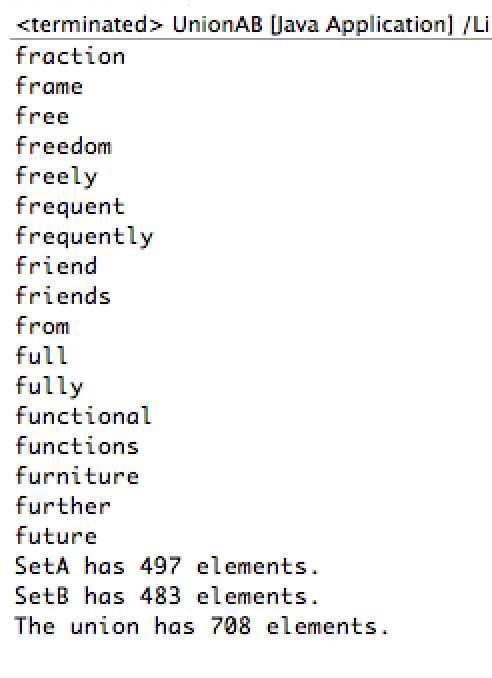 <terminated> UnionAB [Java Application] /Li
fraction
frame
free
freedom
freely
frequent
frequently
friend
friends
from
full
fully
functional
functions
furniture
further
future
SetA has 497 elements.
SetB has 483 elements.
The union has 708 elements.